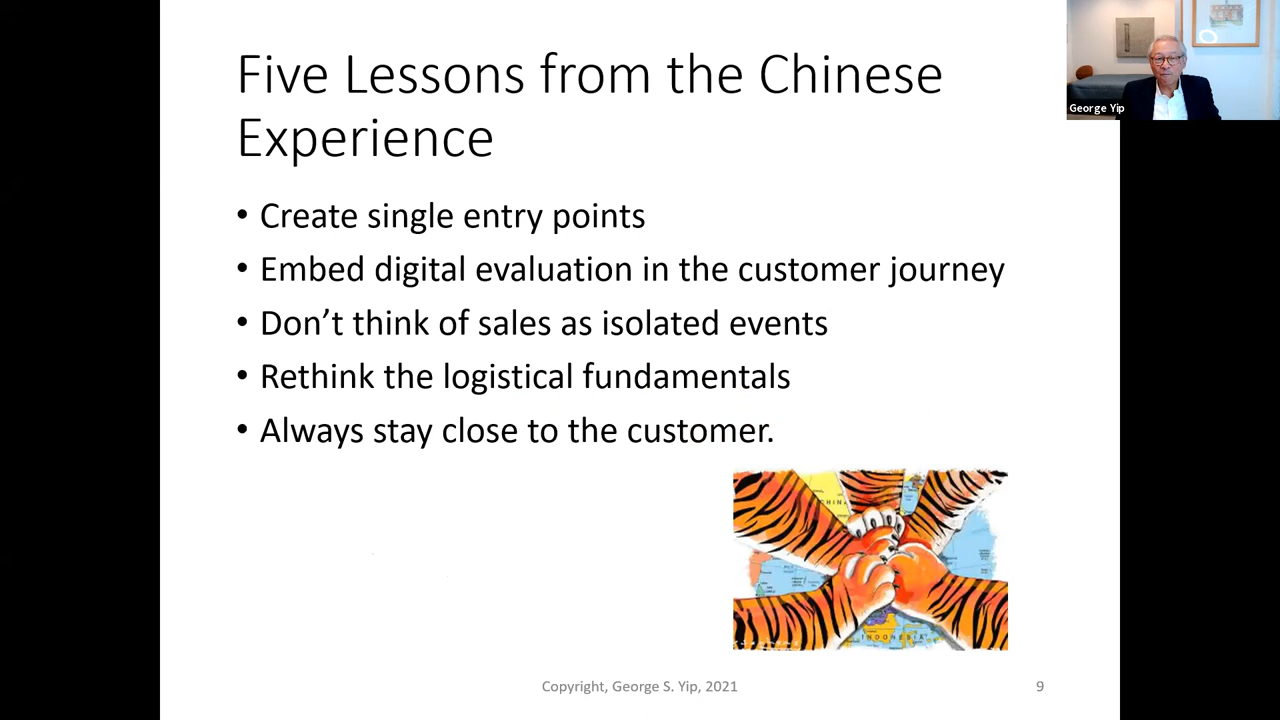 Five Lessons from the Chinese
Experience
• Create single entry points
• Embed digital evaluation in the customer journey
• Don’t think of sales as isolated events
• Rethink the logistical fundamentals
• Always stay close to the customer.
George Yip
CHINA
INDONESIA
Copyright, George S. Yip, 2021
9